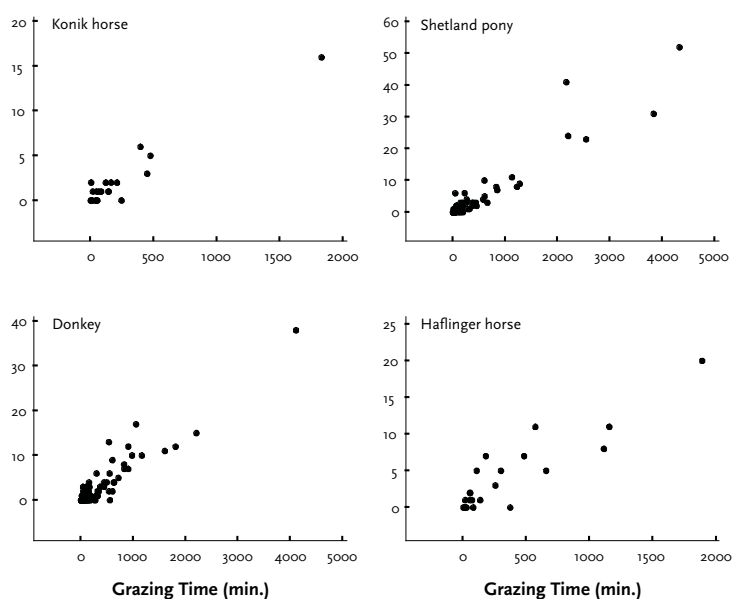 Konik horse
20
15
10
5
0
0 500 1000 1500 2000
Shetland pony
60
50
40
30
20
10
0
0 1000 2000 3000 4000 5000
Donkey
40
30
20
10
0
0 1000 2000 3000 4000 5000
Grazing Time (min.)
Haflinger horse
25
20
15
10
5
0
0 500 1000 1500 2000
Grazing Time (min.)